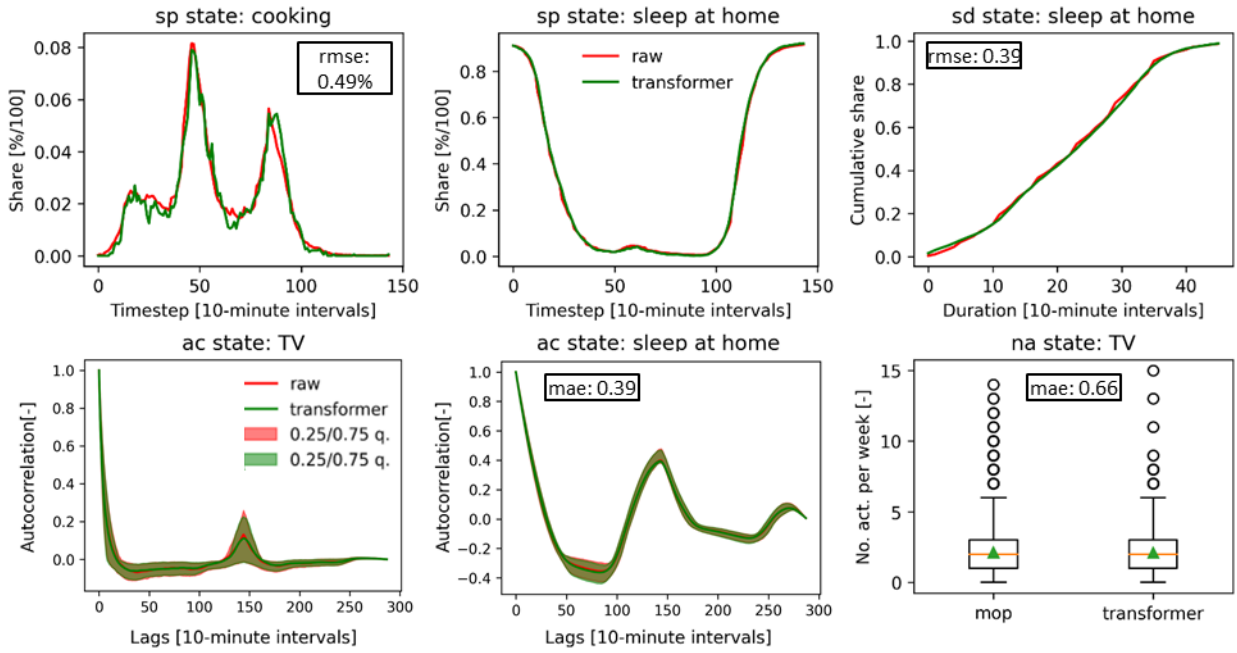 sp state: cooking
Share [%/100]
0.08
0.06
0.04
0.02
0.00
rmse:
0.49%
0 50 100 150
Timestep [10-minute intervals]
sp state: sleep at home
Share [%/100]
0.8
0.6
0.4
0.2
0.0
raw
transformer
0 50 100
Timestep [10-minute intervals]
sd state: sleep at home
Cumulative share
1.0
0.8
0.6
0.4
0.2
0.0
rmse: 0.39
0 10 20 30 40
Duration [10-minute intervals]
ac state: TV
Autocorrelation[-]
1.0
0.8
0.6
0.4
0.2
0.0
raw
transformer
0.25/0.75 q.
0.25/0.75 q.
0 50 100 150 200 250 300
Lags [10-minute intervals]
ac state: sleep at home
Autocorrelation[-]
1.0
0.8
0.6
0.4
0.2
0.0
−0.2
−0.4
mae: 0.39
0 50 100 150 200 250 300
Lags [10-minute intervals]
na state: TV
No. act. per week [-]
15
10
5
0
mae: 0.66
mop transformer